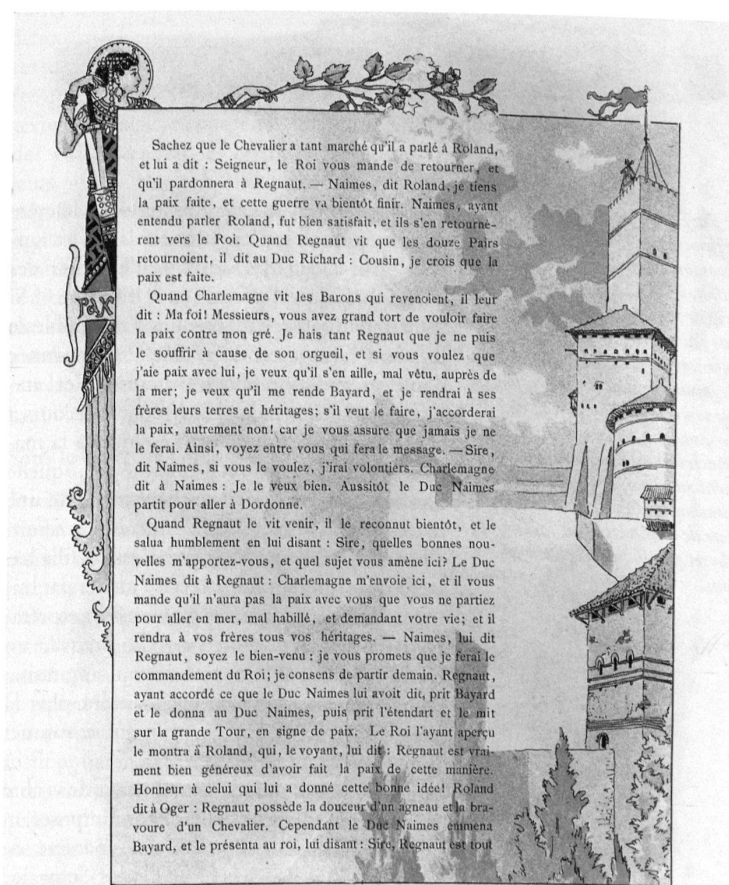 PAX
Sachez que le Chevalier a tant marché qu'il a parlé à Roland,
et lui a dit : Seigneur, le Roi vous mande de retourner, et
qu'il pardonnera à Regnaut. — Naimes, dit Roland, je tiens
la paix faite, et cette guerre va bientôt finir. Naimes, ayant
entendu parler Roland, fut bien satisfait, et ils s'en retournè-
rent vers le Roi. Quand Regnaut vit que les douze Pairs
retournoient, il dit au Duc Richard : Cousin, je crois que la
paix est faite.
Quand Charlemagne vit les Barons qui revenoient, il leur
dit : Ma foi! Messieurs, vous avez grand tort de vouloir faire
la paix contre mon gré. Je hais tant Regnaut que je ne puis
le souffrir à cause de son orgueil, et si vous voulez que
j'aie paix avec lui, je veux qu'il s'en aille, mal vêtu, auprès de
la mer; je veux qu'il me rende Bayard, et je rendrai à ses
frères leurs terres et héritages; s'il veut le faire, j'accorderai
la paix, autrement non! car je vous assure que jamais je ne
le ferai. Ainsi, voyez entre vous qui fera le message. — Sire,
dit Naimes, si vous le voulez, j'irai volontiers. Charlemagne
dit à Naimes : Je le veux bien. Aussitôt le Duc Naimes
partit pour aller à Dordonne.
Quand Regnaut le vit venir, il le reconnut bientôt, et le
salua humblement en lui disant : Sire, quelles bonnes nou-
velles m'apportez-vous, et quel sujet vous amène ici? Le Duc
Naimes dit à Regnaut : Charlemagne m'envoie ici, et il vous
mande qu'il n'aura pas la paix avec vous que vous ne partiez
pour aller en mer, mal habillé, et demandant votre vie; et il
rendra à vos frères tous vos héritages. — Naimes, lui dit
Regnaut, soyez le bien-venu : je vous promets que je ferai le
commandement du Roi; je consens de partir demain. Regnaut,
ayant accordé ce que le Duc Naimes lui avoit dit, prit Bayard
et le donna au Duc Naimes, puis prit l'étendart et le mit
sur la grande Tour, en signe de paix. Le Roi l'ayant aperçu
le montra à Roland, qui, le voyant, lui dit : Regnaut est vrai-
ment bien généreux d'avoir fait la paix de cette manière.
Honneur à celui qui lui a donné cette bonne idée! Roland
dit à Oger : Regnaut possède la douceur d'un agneau et la bra-
voure d'un Chevalier. Cependant le Duc Naimes emmena
Bayard, et le présenta au roi, lui disant : Sire, Regnaut est tout